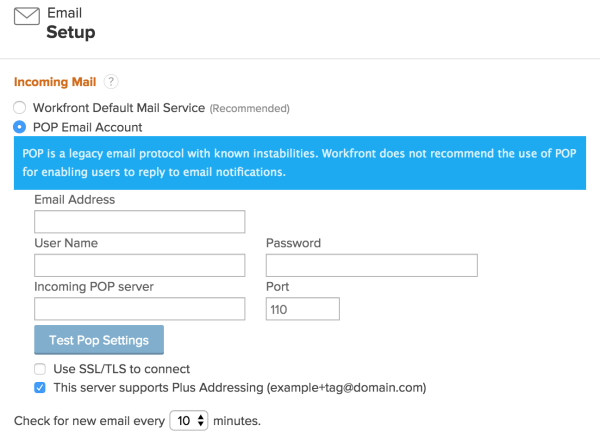 Email
Setup
Incoming Mail ?
Workfront Default Mail Service (Recommended)
POP Email Account
POP is a legacy email protocol with known instabilities. Workfront does not recommend the use of POP
for enabling users to reply to email notifications.
Email Address
User Name Password
Incoming POP server Port
110
Test Pop Settings
Use SSL/TLS to connect
This server supports Plus Addressing (example+tag@domain.com)
Check for new email every 10 minutes.